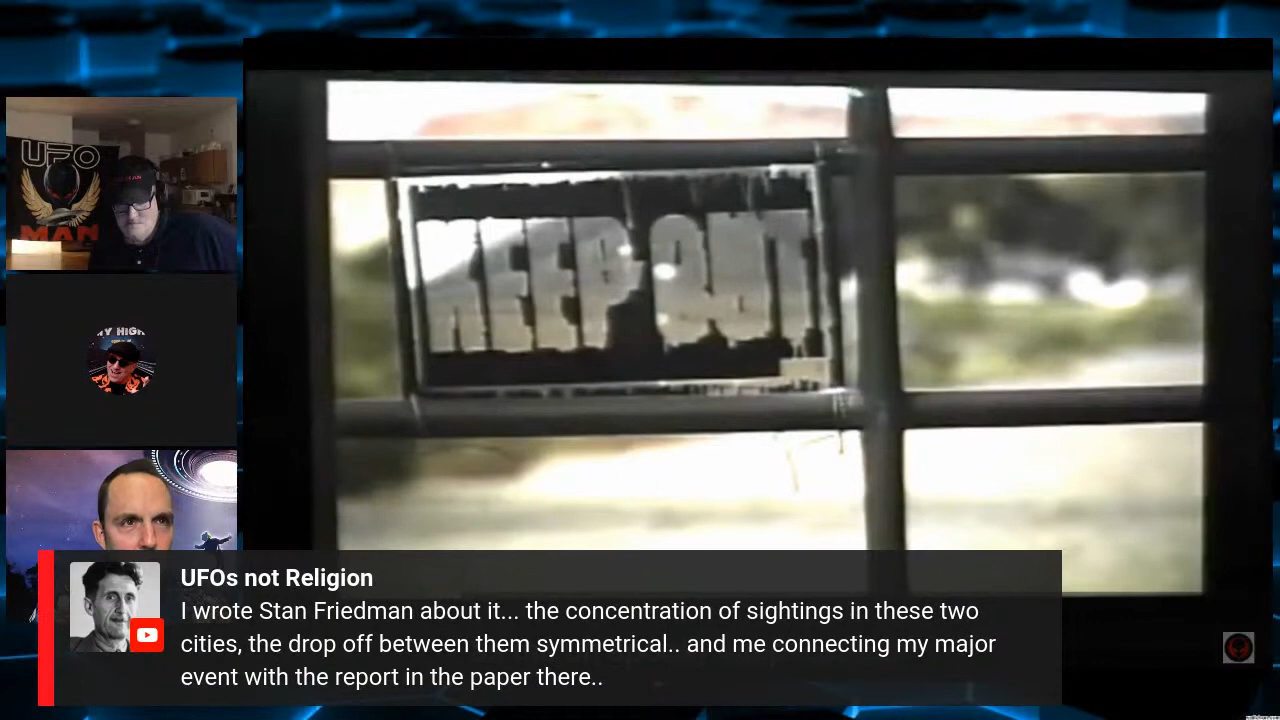 UFO
MAN
NY HIGH
KEEP OUT
UFOs not Religion
I wrote Stan Friedman about it... the concentration of sightings in these two
cities, the drop off between them symmetrical.. and me connecting my major
event with the report in the paper there..